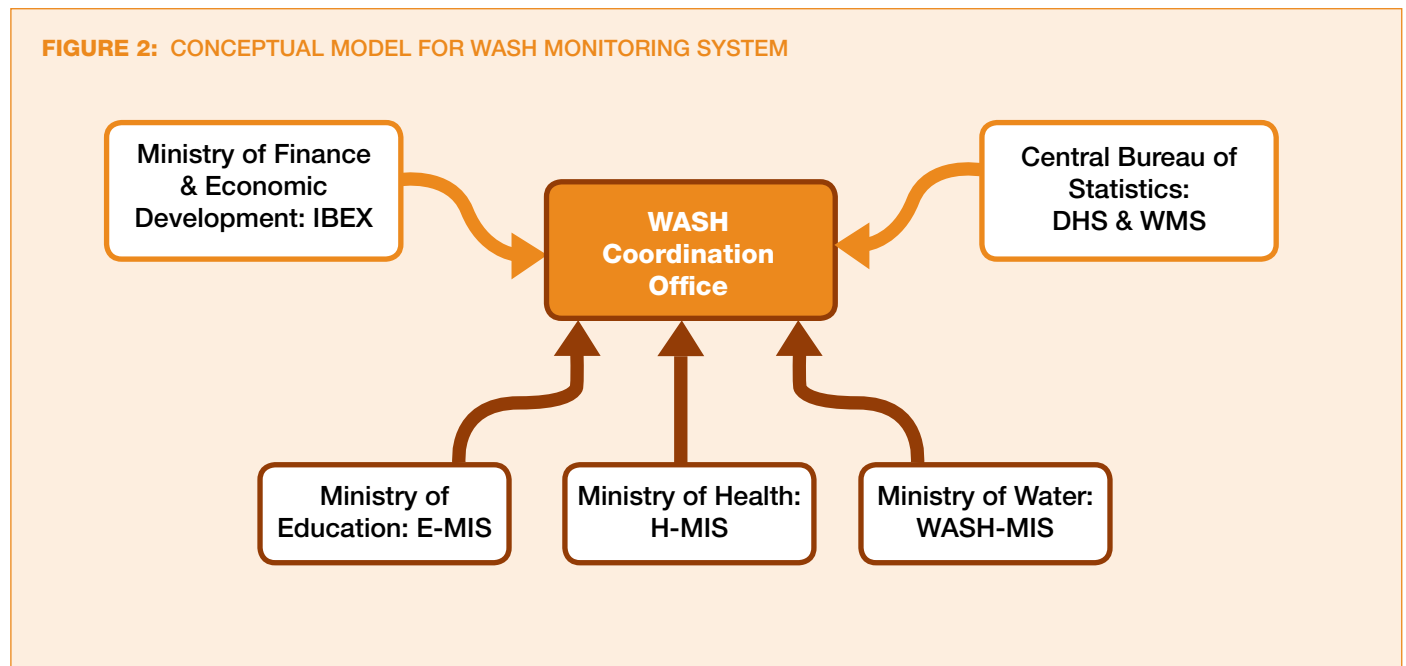 FIGURE 2: CONCEPTUAL MODEL FOR WASH MONITORING SYSTEM
Ministry of Finance
& Economic
Development: IBEX
WASH
Coordination
Office
Central Bureau of
Statistics:
DHS & WMS
Ministry of
Education: E-MIS
Ministry of Health:
H-MIS
Ministry of Water:
WASH-MIS